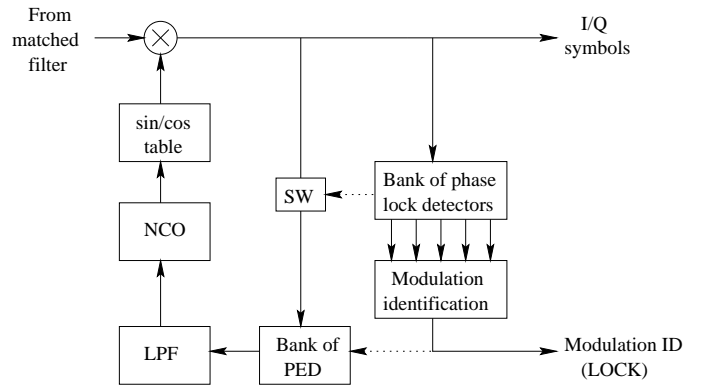 From
matched
filter
I/Q
symbols
sin/cos
table
SW
Bank of phase
lock detectors
NCO
Modulation
identification
LPF
Bank of
PED
Modulation ID
(LOCK)